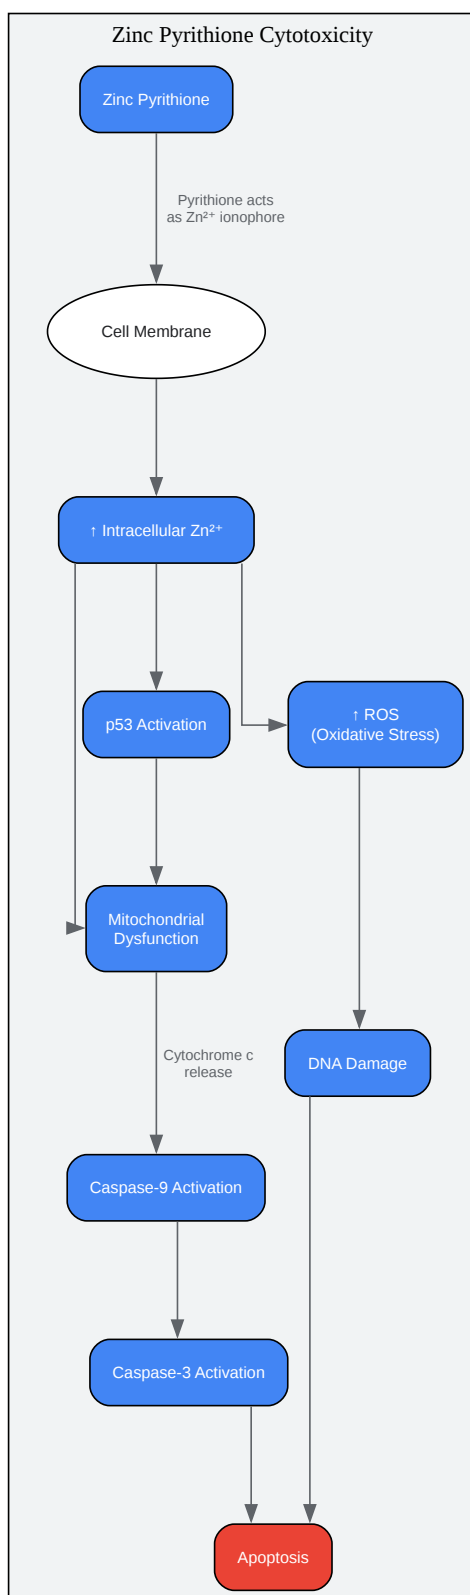 Zinc Pyrithione Cytotoxicity
Zinc Pyrithione
Pyrithione acts
as Zn²⁺ ionophore
Cell Membrane
↑ Intracellular Zn²⁺
p53 Activation
↑ ROS
(Oxidative Stress)
Mitochondrial
Dysfunction
Cytochrome c
release
DNA Damage
Caspase-9 Activation
Caspase-3 Activation
Apoptosis